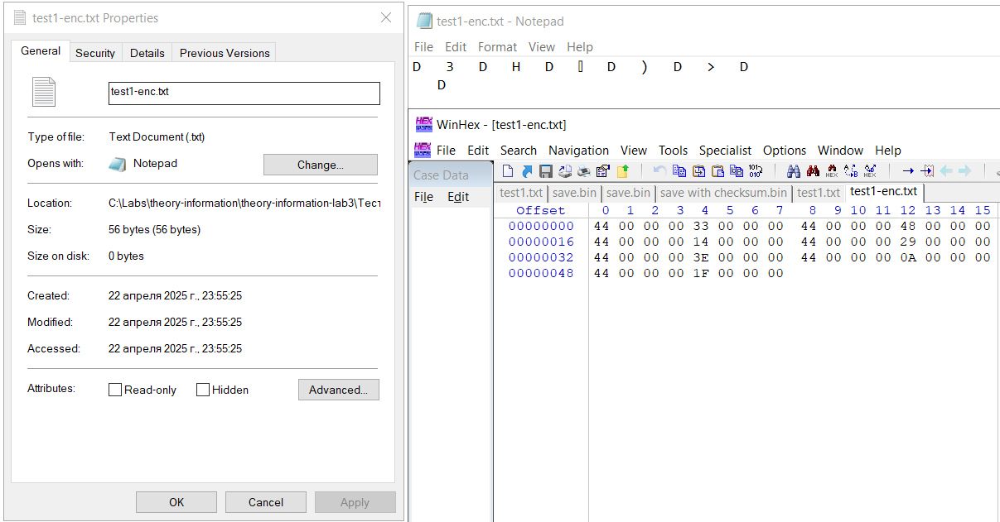 test1-enc.txt Properties
General Security Details Previous Versions
test1-enc.txt
Type of file: Text Document (.txt)
Opens with: Notepad Change...
Location: C:\Labs\theory-information\theory-information-lab3\Тест
Size: 56 bytes (56 bytes)
Size on disk: 0 bytes
Created: 22 апреля 2025 г., 23:55:25
Modified: 22 апреля 2025 г., 23:55:25
Accessed: 22 апреля 2025 г., 23:55:25
Attributes: Read-only Hidden Advanced...
OK Cancel Apply
test1-enc.txt - Notepad
File Edit Format View Help
D 3 D H D ▯ D ) D > D
D
WinHex - [test1-enc.txt]
File Edit Search Navigation View Tools Specialist Options Window Help
Case Data
File Edit
test1.txt save.bin save.bin save with checksum.bin test1.txt test1-enc.txt
Offset 0 1 2 3 4 5 6 7 8 9 10 11 12 13 14 15
00000000 44 00 00 00 33 00 00 00 44 00 00 00 48 00 00 00
00000016 44 00 00 00 14 00 00 00 44 00 00 00 29 00 00 00
00000032 44 00 00 00 3E 00 00 00 44 00 00 00 0A 00 00 00
00000048 44 00 00 00 1F 00 00 00